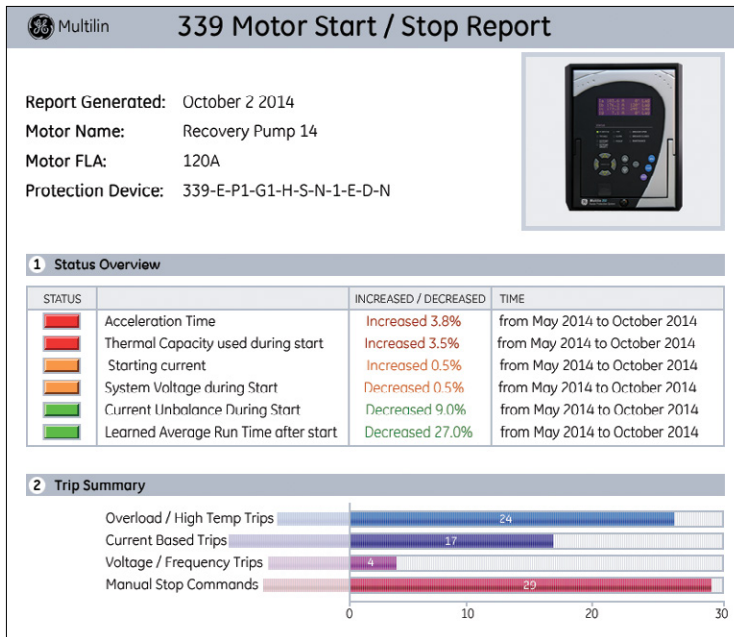 GE Multilin 339 Motor Start / Stop Report
Report Generated: October 2 2014
Motor Name: Recovery Pump 14
Motor FLA: 120A
Protection Device: 339-E-P1-G1-H-S-N-1-E-D-N
1 Status Overview
STATUS INCREASED / DECREASED TIME
Acceleration Time Increased 3.8% from May 2014 to October 2014
Thermal Capacity used during start Increased 3.5% from May 2014 to October 2014
Starting current Increased 0.5% from May 2014 to October 2014
System Voltage during Start Decreased 0.5% from May 2014 to October 2014
Current Unbalance During Start Decreased 9.0% from May 2014 to October 2014
Learned Average Run Time after start Decreased 27.0% from May 2014 to October 2014
2 Trip Summary
Overload / High Temp Trips 24
Current Based Trips 17
Voltage / Frequency Trips 4
Manual Stop Commands 29
0 10 20 30